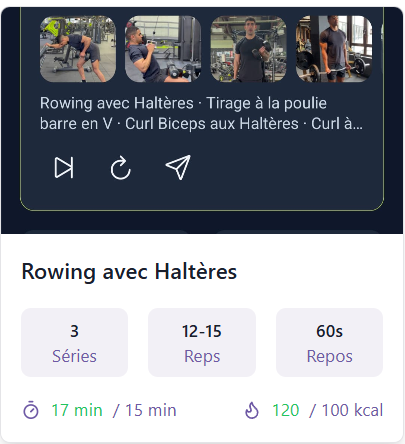 Rowing avec Haltères · Tirage à la poulie
barre en V · Curl Biceps aux Haltères · Curl à...
Rowing avec Haltères
3 12-15 60s
Séries Reps Repos
17 min / 15 min 120 / 100 kcal